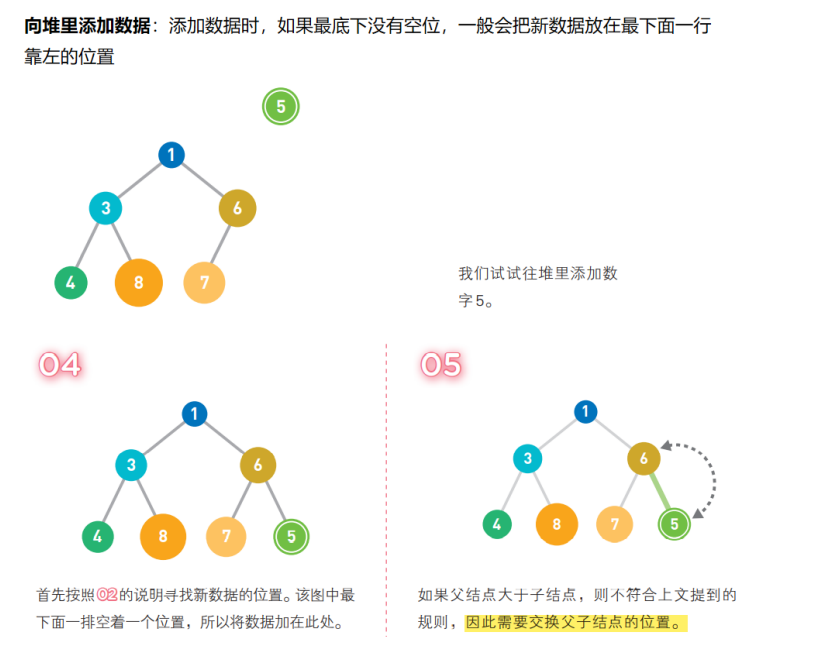 向堆里添加数据：添加数据时，如果最底下没有空位，一般会把新数据放在最下面一行
靠左的位置
5
1
3
6
4
8
7
我们试试往堆里添加数
字5。
04
1
3
6
4
8
7
5
首先按照02的说明寻找新数据的位置。该图中最
下面一排空着一个位置，所以将数据加在此处。
05
1
3
6
4
8
7
5
如果父结点大于子结点，则不符合上文提到的
规则，因此需要交换父子结点的位置。